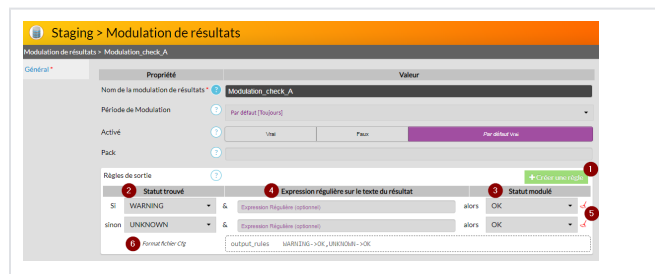 Staging > Modulation de résultats
Modulation de résultats > Modulation_check_A
Général *
Propriété Valeur
Nom de la modulation de résultats * ? Modulation_check_A
Période de Modulation ? Par défaut [Toujours]
Activé ? Vrai Faux Par défaut Vrai
Pack ?
1
Règles de sortie ? + Créer une règle
2 Statut trouvé 4 Expression régulière sur le texte du résultat 3 Statut modulé
Si WARNING & Expression Régulière (optionnel) alors OK
5
sinon UNKNOWN & Expression Régulière (optionnel) alors OK
6 Format fichier Cfg output_rules WARNING->OK,UNKNOWN->OK